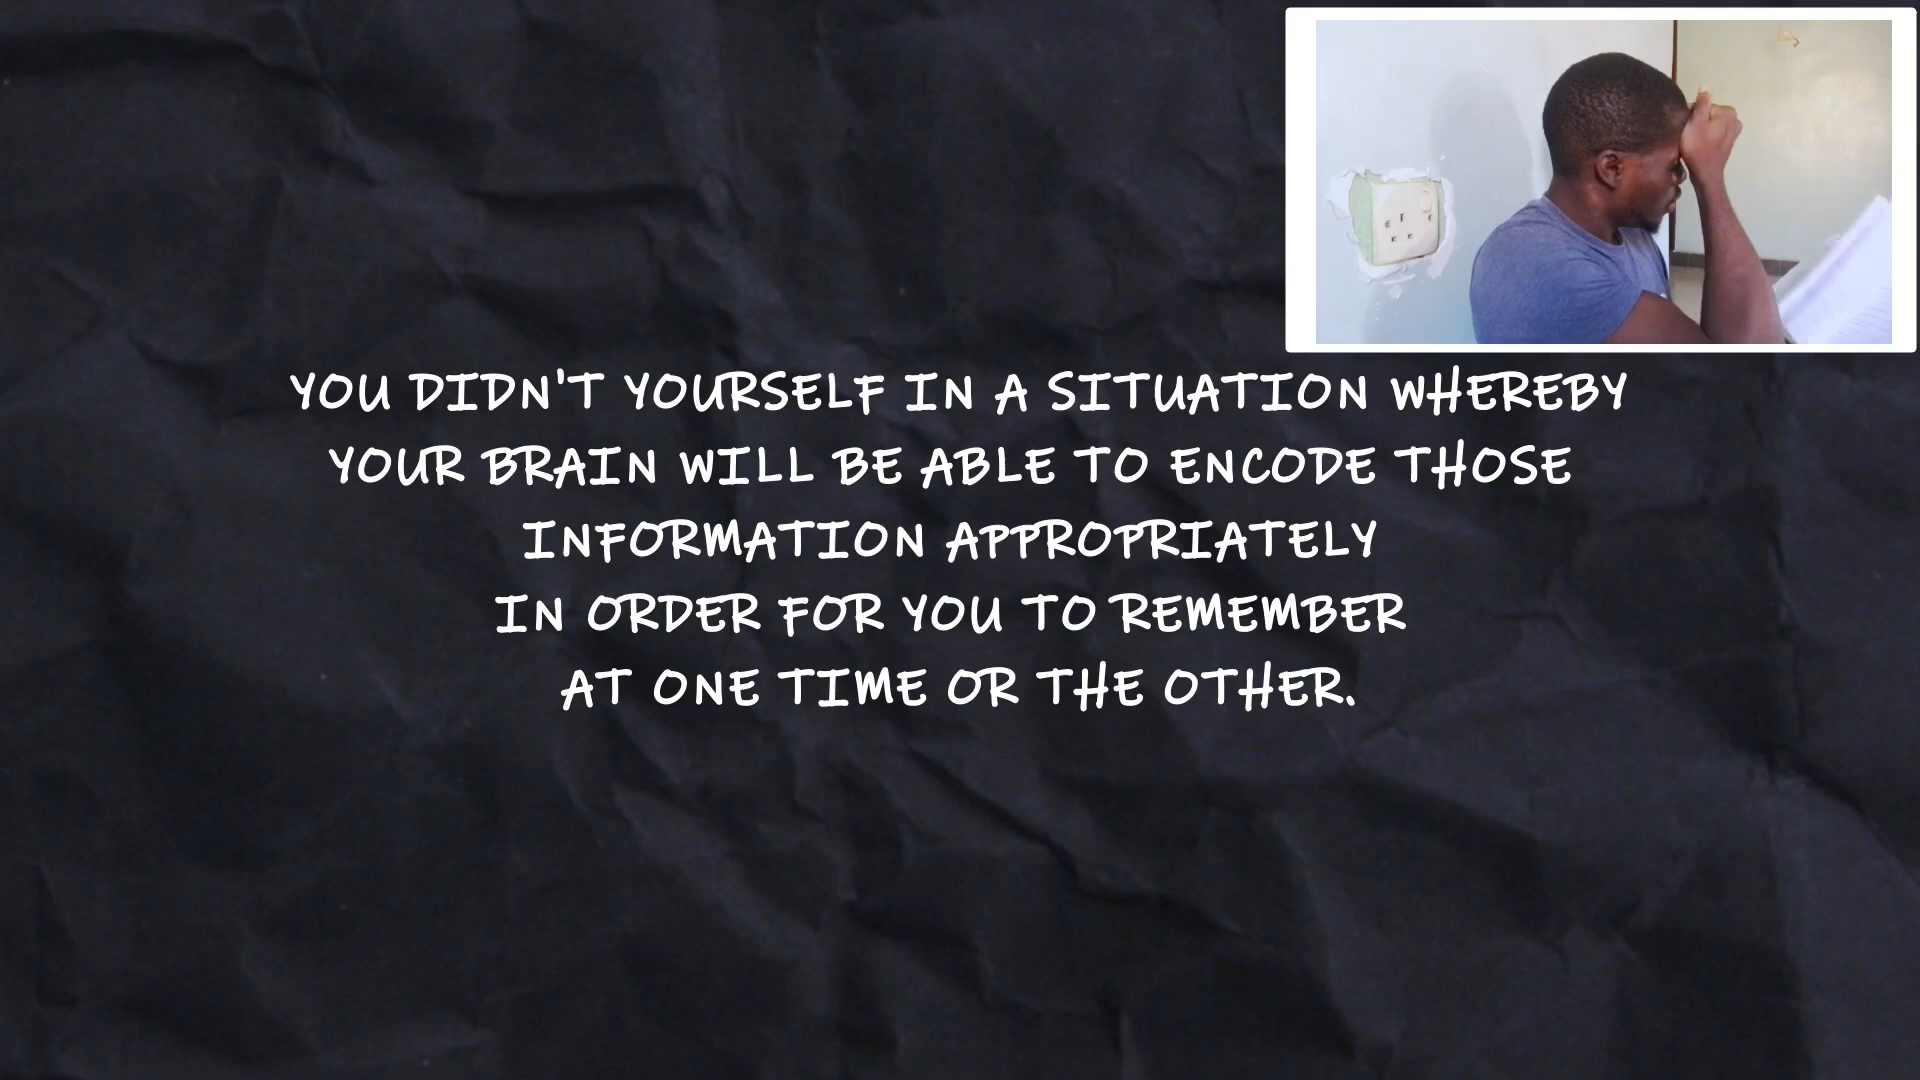 YOU DIDN'T YOURSELF IN A SITUATION WHEREBY
YOUR BRAIN WILL BE ABLE TO ENCODE THOSE
INFORMATION APPROPRIATELY
IN ORDER FOR YOU TO REMEMBER
AT ONE TIME OR THE OTHER.